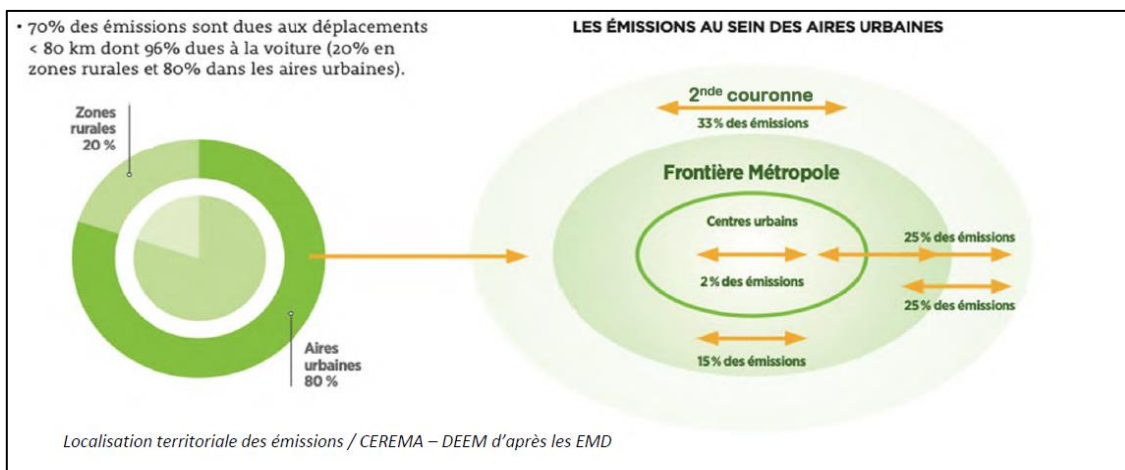 • 70% des émissions sont dues aux déplacements
< 80 km dont 96% dues à la voiture (20% en
zones rurales et 80% dans les aires urbaines).
Zones
rurales
20 %
Aires
urbaines
80 %
LES ÉMISSIONS AU SEIN DES AIRES URBAINES
2nde couronne
33% des émissions
Frontière Métropole
Centres urbains
2% des émissions
25% des émissions
25% des émissions
15% des émissions
Localisation territoriale des émissions / CEREMA – DEEM d'après les EMD